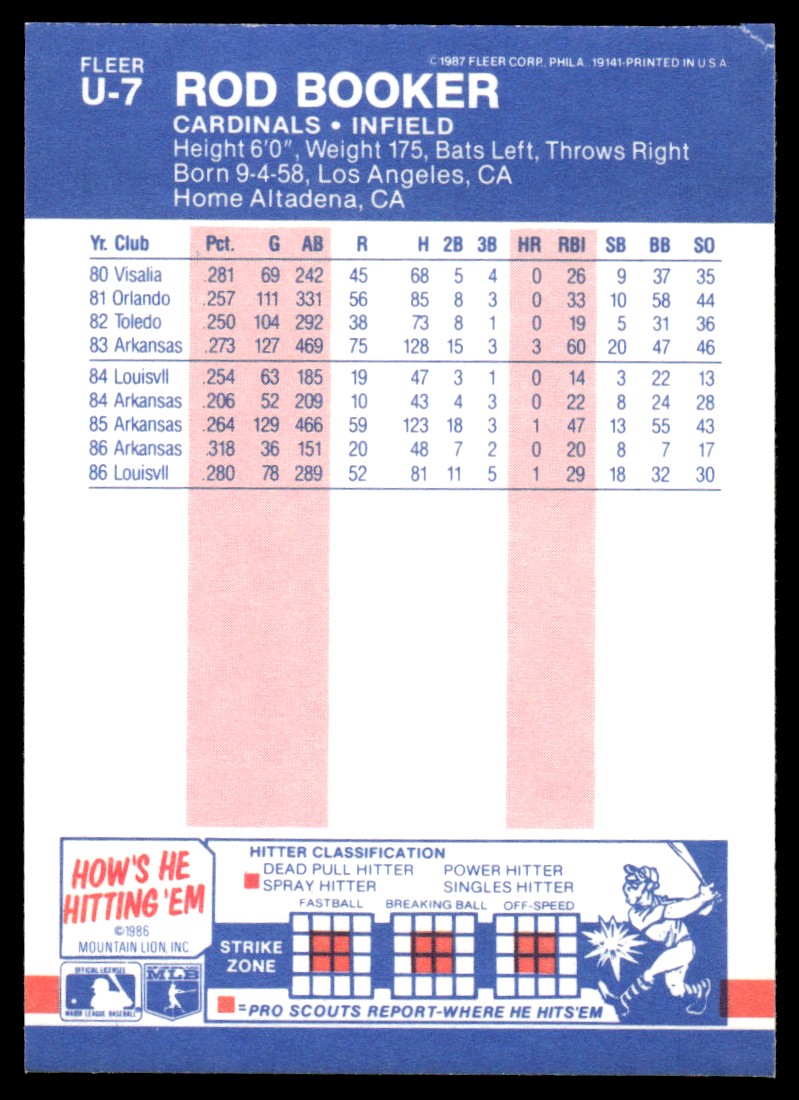 FLEER
U-7
©1987 FLEER CORP., PHILA. 19141-PRINTED IN U.S.A.
ROD BOOKER
CARDINALS • INFIELD
Height 6'0", Weight 175, Bats Left, Throws Right
Born 9-4-58, Los Angeles, CA
Home Altadena, CA
Yr. Club Pct. G AB R H 2B 3B HR RBI SB BB SO
80 Visalia .281 69 242 45 68 5 4 0 26 9 37 35
81 Orlando .257 111 331 56 85 8 3 0 33 10 58 44
82 Toledo .250 104 292 38 73 8 1 0 19 5 31 36
83 Arkansas .273 127 469 75 128 15 3 3 60 20 47 46
84 Louisvll .254 63 185 19 47 3 1 0 14 3 22 13
84 Arkansas .206 52 209 10 43 4 3 0 22 8 24 28
85 Arkansas .264 129 466 59 123 18 3 1 47 13 55 43
86 Arkansas .318 36 151 20 48 7 2 0 20 8 7 17
86 Louisvll .280 78 289 52 81 11 5 1 29 18 32 30
HOW'S HE
HITTING 'EM
©1986
MOUNTAIN LION, INC.
OFFICIAL LICENSEE
MAJOR LEAGUE BASEBALL
MLB
HITTER CLASSIFICATION
DEAD PULL HITTER POWER HITTER
SPRAY HITTER SINGLES HITTER
FASTBALL BREAKING BALL OFF-SPEED
STRIKE
ZONE
=PRO SCOUTS REPORT-WHERE HE HITS'EM